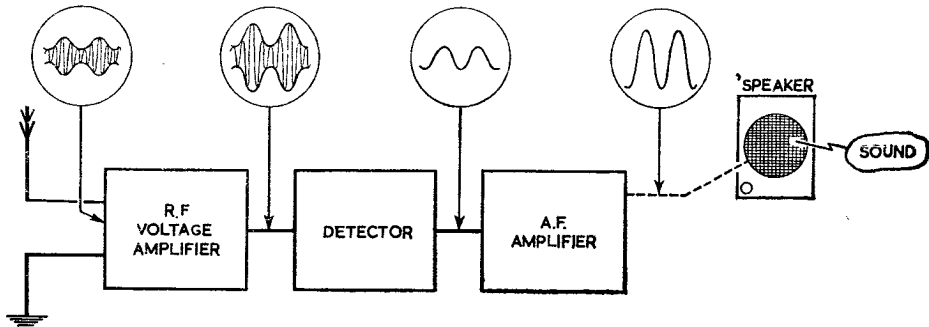 'SPEAKER
SOUND
R.F
VOLTAGE
AMPLIFIER
DETECTOR
A.F.
AMPLIFIER